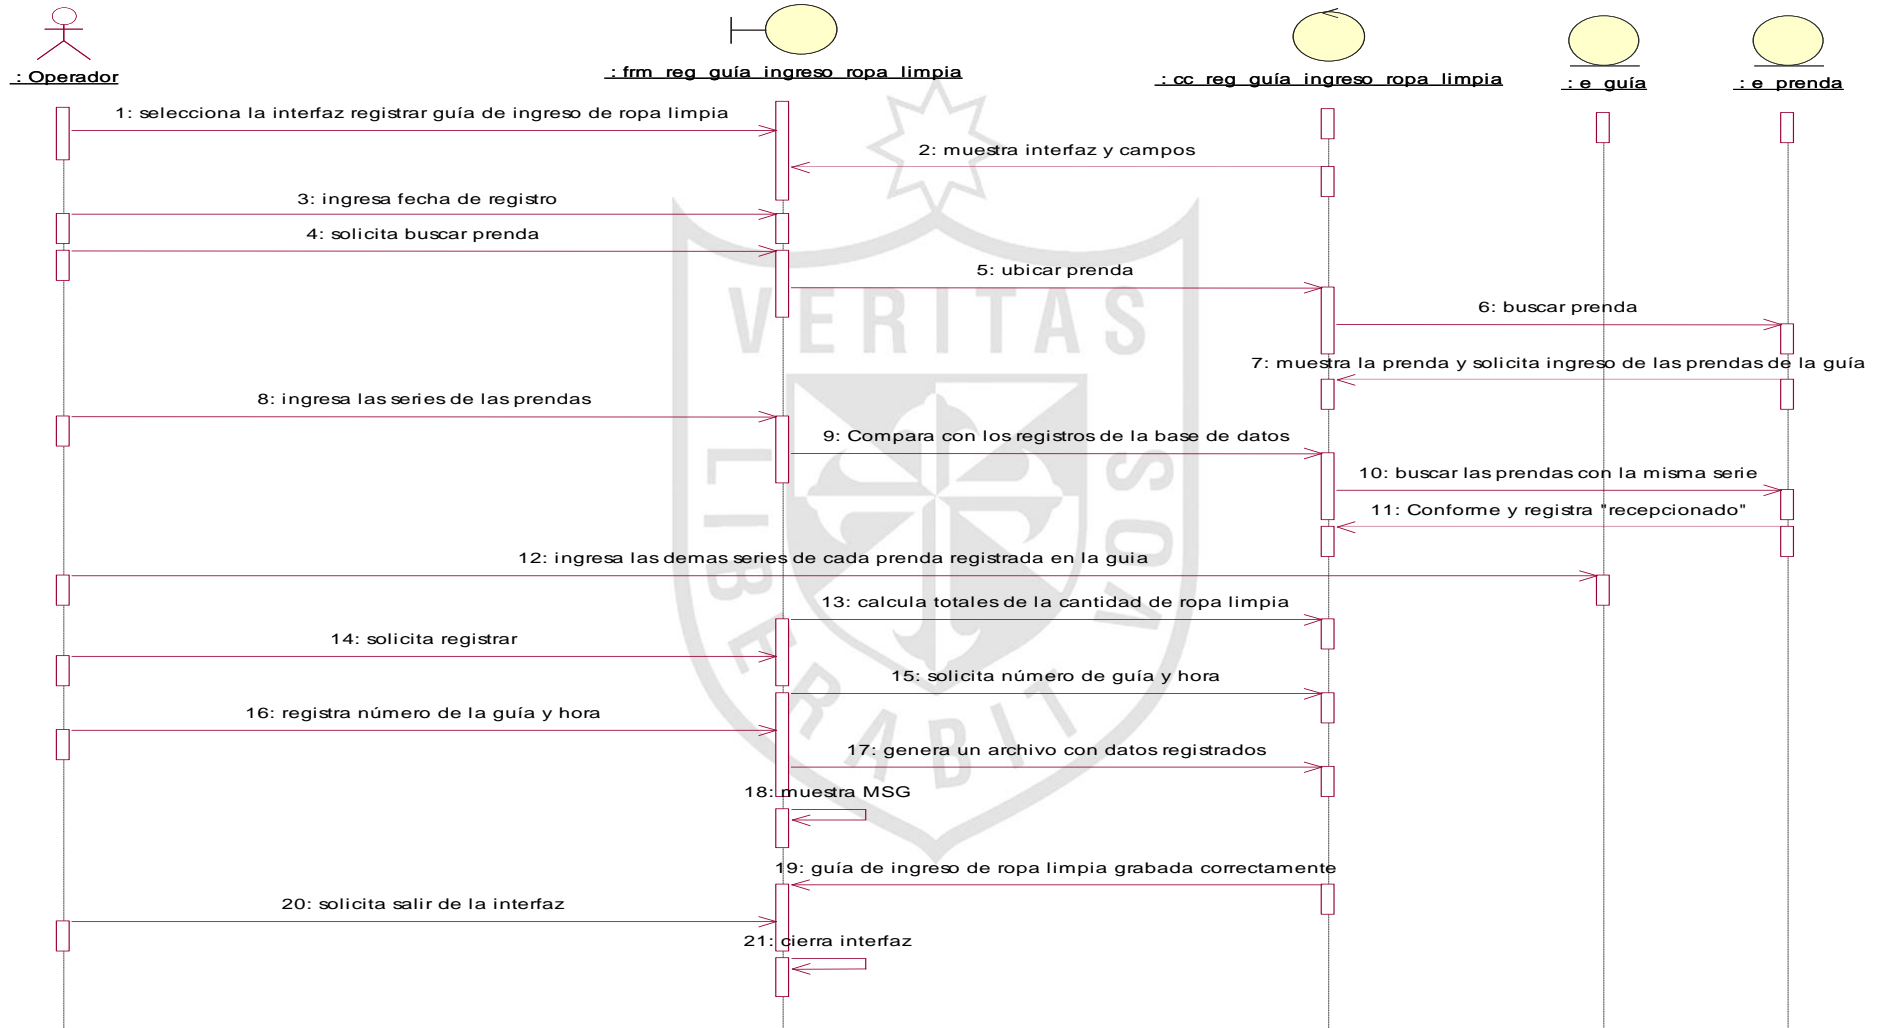 : Operador
: frm_reg_guía_ingreso_ropa_limpia
: cc_reg_guía_ingreso_ropa_limpia
: e_guía
: e_prenda
1: selecciona la interfaz registrar guía de ingreso de ropa limpia
2: muestra interfaz y campos
3: ingresa fecha de registro
4: solicita buscar prenda
5: ubicar prenda
6: buscar prenda
7: muestra la prenda y solicita ingreso de las prendas de la guía
8: ingresa las series de las prendas
9: Compara con los registros de la base de datos
10: buscar las prendas con la misma serie
11: Conforme y registra "recepcionado"
12: ingresa las demas series de cada prenda registrada en la guia
13: calcula totales de la cantidad de ropa limpia
14: solicita registrar
15: solicita número de guía y hora
16: registra número de la guía y hora
17: genera un archivo con datos registrados
18: muestra MSG
19: guía de ingreso de ropa limpia grabada correctamente
20: solicita salir de la interfaz
21: cierra interfaz
VERITAS
LIBERABIT
VOS